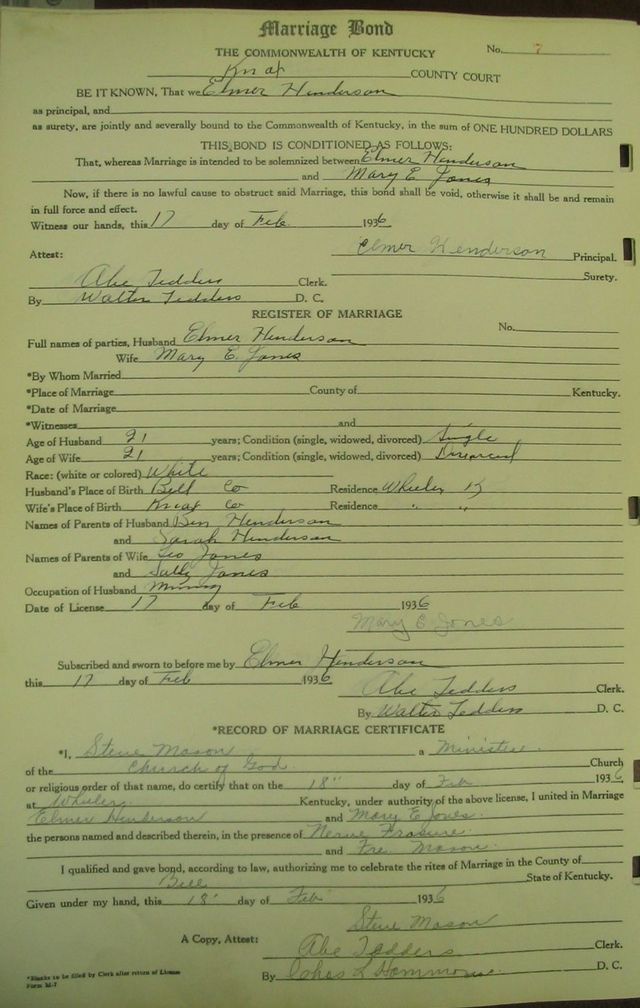 Marriage Bond
THE COMMONWEALTH OF KENTUCKY
No. 7
Knox COUNTY COURT
BE IT KNOWN, That we Elmer Henderson
as principal, and
as surety, are jointly and severally bound to the Commonwealth of Kentucky, in the sum of ONE HUNDRED DOLLARS
THIS BOND IS CONDITIONED AS FOLLOWS:
That, whereas Marriage is intended to be solemnized between Elmer Henderson
and Mary E. Jones
Now, if there is no lawful cause to obstruct said Marriage, this bond shall be void, otherwise it shall be and remain
in full force and effect.
Witness our hands, this 17 day of Feb. 1936
Elmer Henderson Principal.
Attest:
Surety.
Abe Tedders Clerk.
By Walter Tedders D. C.
REGISTER OF MARRIAGE
No.
Full names of parties, Husband Elmer Henderson
Wife Mary E. Jones
*By Whom Married
*Place of Marriage County of Kentucky.
*Date of Marriage
*Witnesses and
Age of Husband 21 years; Condition (single, widowed, divorced) Single
Age of Wife 21 years; Condition (single, widowed, divorced) Divorced
Race: (white or colored) White
Husband's Place of Birth Bell Co Residence Wheeler Ky
Wife's Place of Birth Knox Co Residence " "
Names of Parents of Husband Ben Henderson
and Sarah Henderson
Names of Parents of Wife Geo Jones
and Sally Jones
Occupation of Husband Mining
Date of License 17 day of Feb 1936
Mary E Jones
Subscribed and sworn to before me by Elmer Henderson
this 17 day of Feb 1936
Abe Tedders Clerk.
By Walter Tedders D. C.
*RECORD OF MARRIAGE CERTIFICATE
*I, Steve Mason a Minister
of the Church of God Church
or religious order of that name, do certify that on the 18" day of Feb 1936
at Wheeler Kentucky, under authority of the above license, I united in Marriage
Elmer Henderson and Mary E Jones
the persons named and described therein, in the presence of
and Mason
I qualified and gave bond, according to law, authorizing me to celebrate the rites of Marriage in the County of
Bell State of Kentucky.
Given under my hand, this 18" day of Feb 1936
Steve Mason
A Copy, Attest:
Abe Tedders Clerk.
By D. C.
*Blanks to be filled by Clerk after return of License
Form M-7